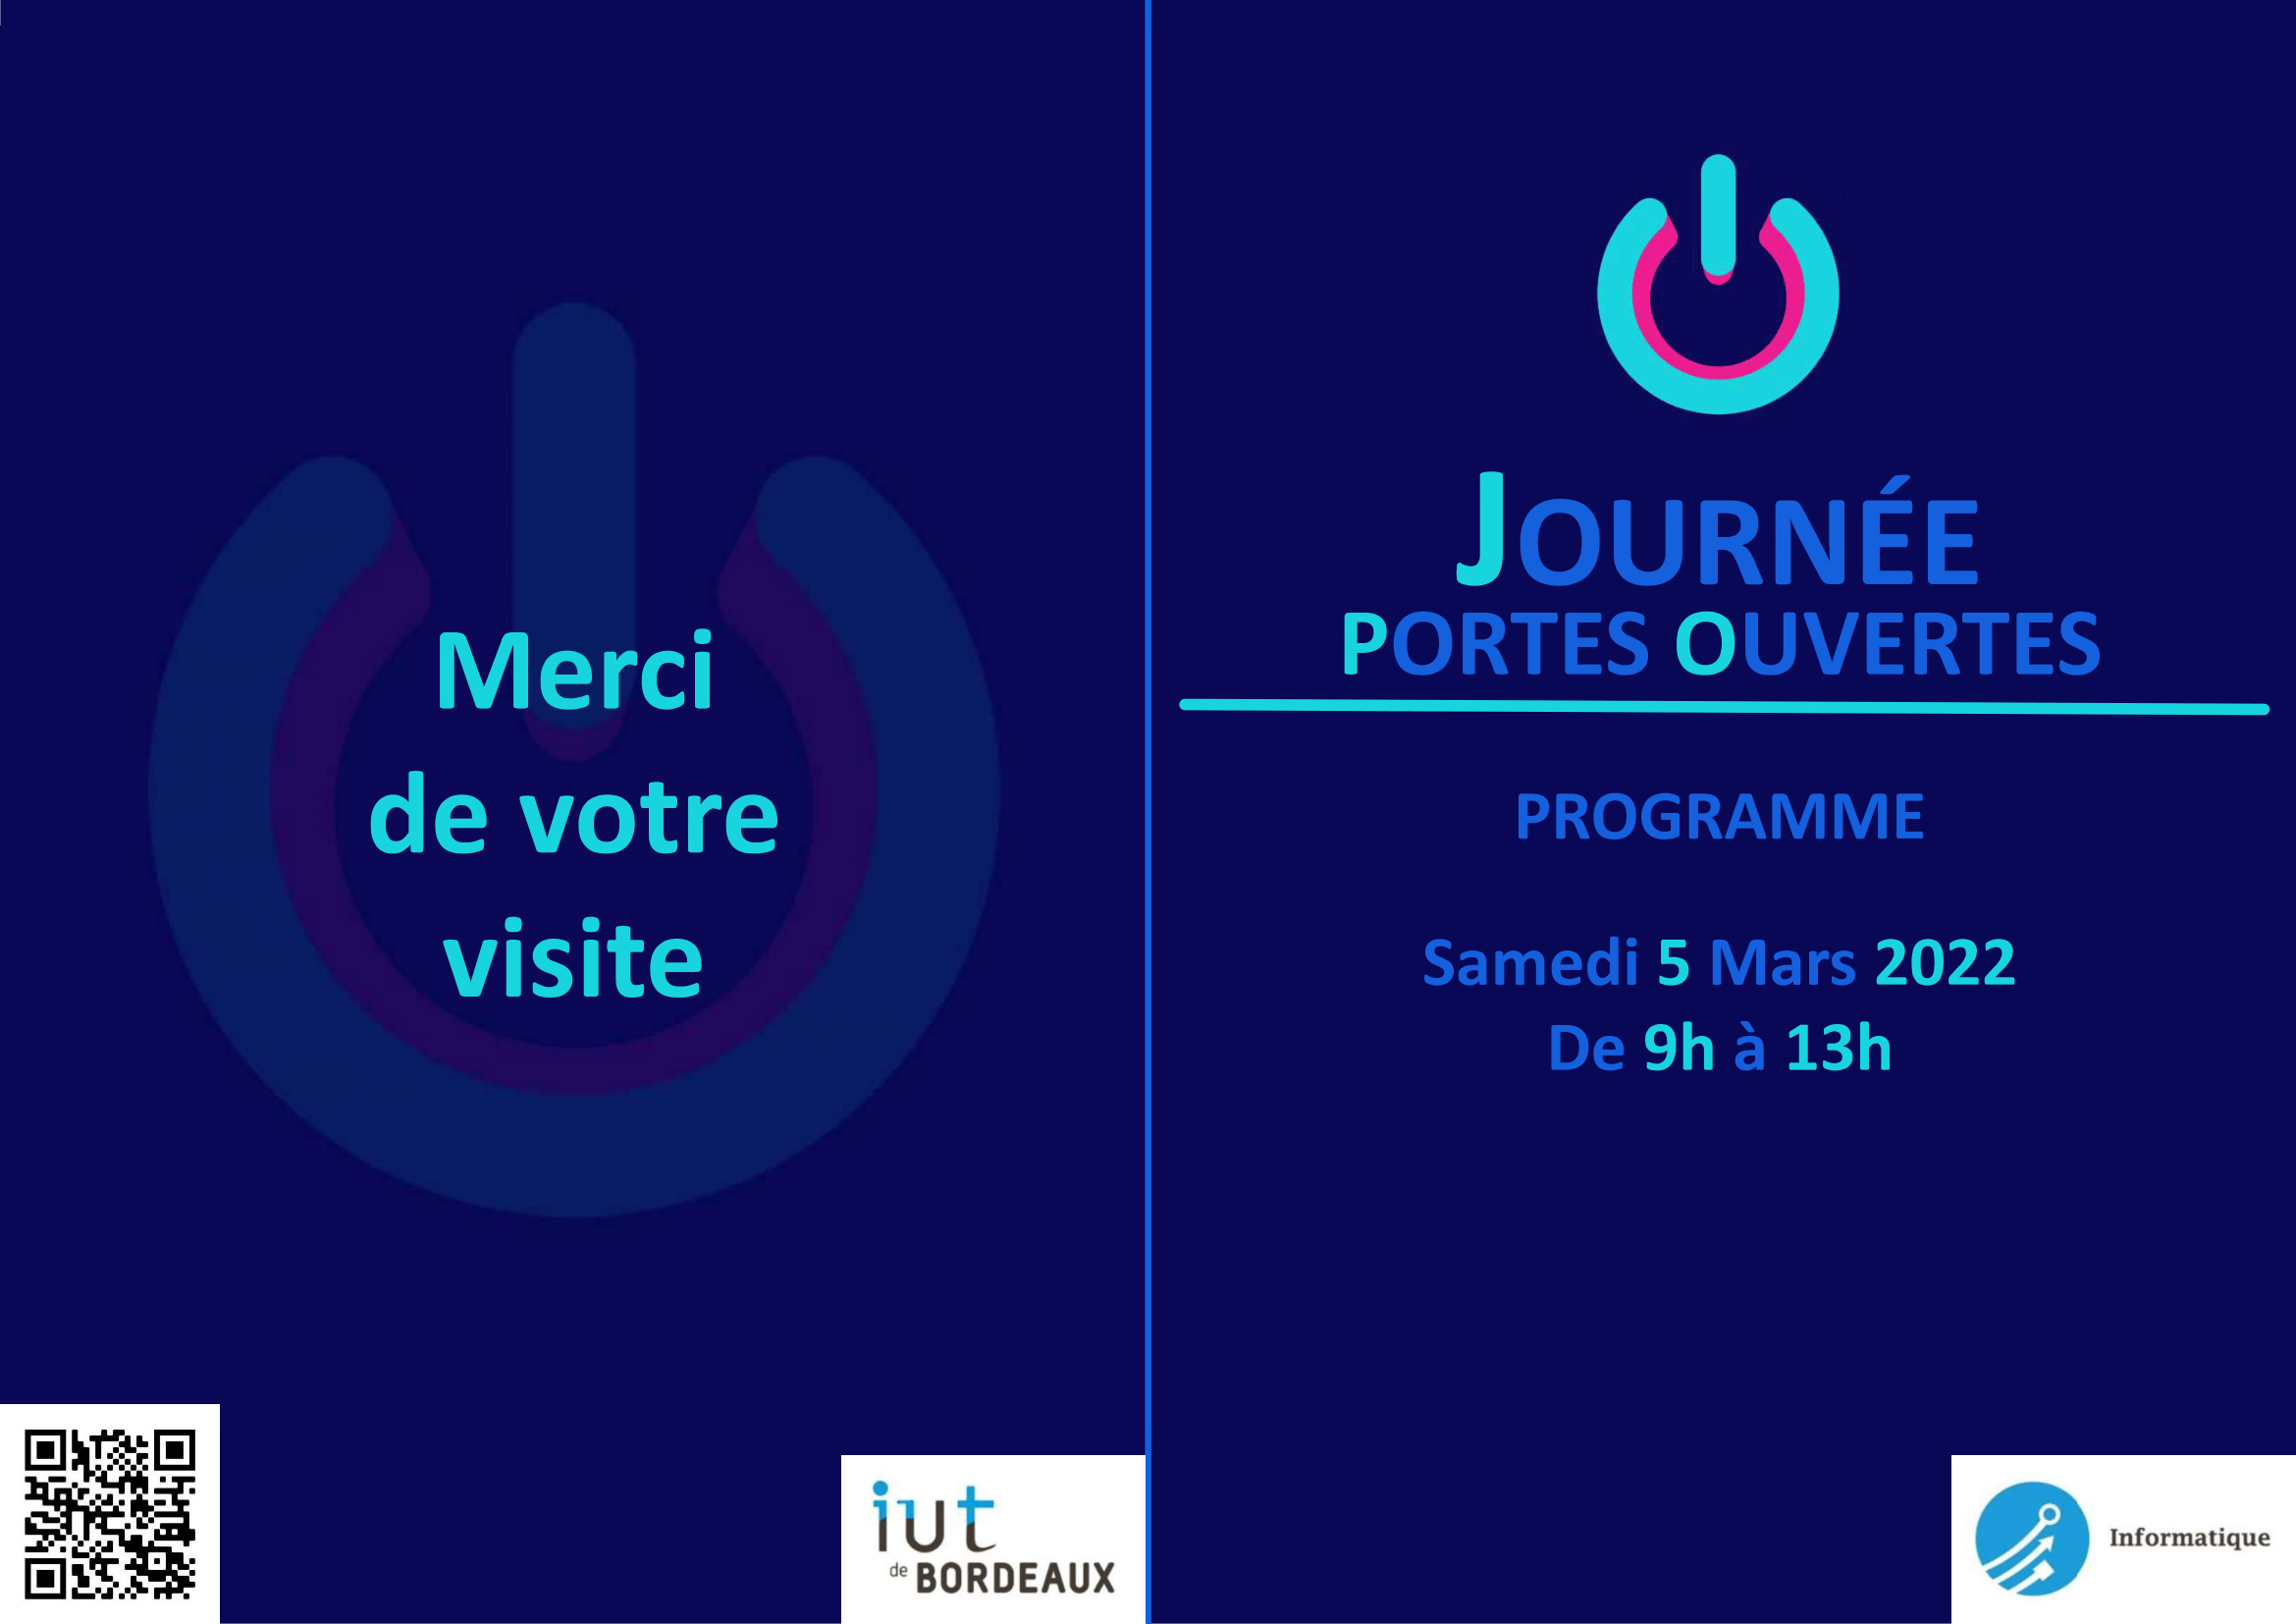 Merci
de votre
visite
iut
de BORDEAUX
JOURNÉE
PORTES OUVERTES
PROGRAMME
Samedi 5 Mars 2022
De 9h à 13h
Informatique